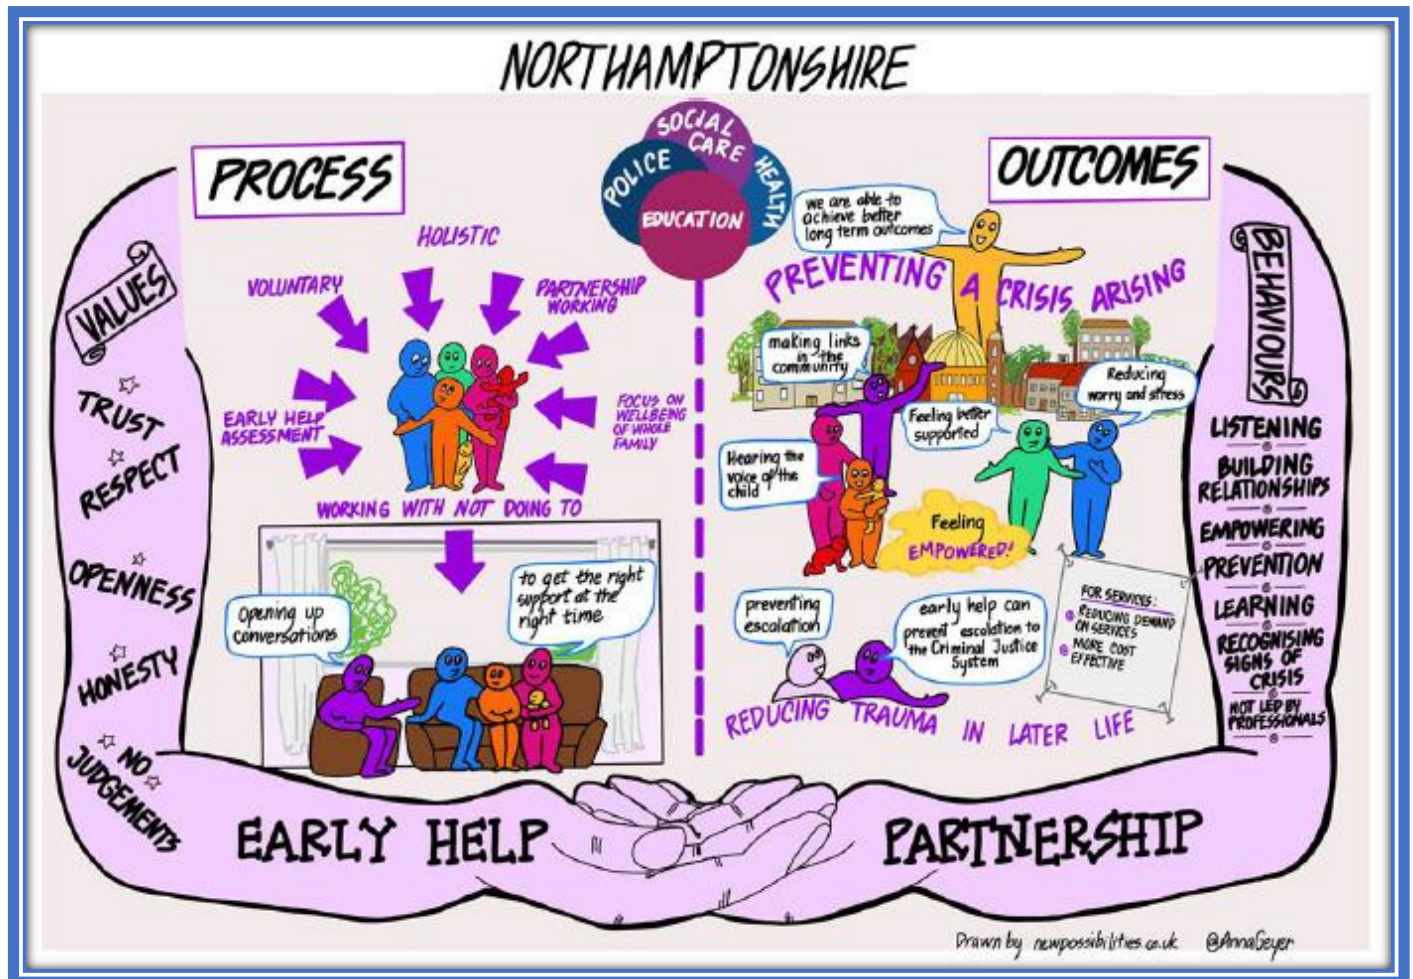 NORTHAMPTONSHIRE
SOCIAL
CARE
POLICE
HEALTH
EDUCATION
PROCESS
HOLISTIC
VOLUNTARY
PARTNERSHIP
WORKING
EARLY HELP
ASSESSMENT
FOCUS ON
WELLBEING
OF WHOLE
FAMILY
WORKING WITH NOT DOING TO
Opening up
conversations
to get the right
support at the
right time
VALUES
TRUST
RESPECT
OPENNESS
HONESTY
NO
JUDGEMENTS
OUTCOMES
we are able to
achieve better
long term outcomes
PREVENTING A CRISIS ARISING
making links
in the
community
Reducing
worry and stress
Feeling better
supported
Hearing the
voice of the
child
Feeling
EMPOWERED!
preventing
escalation
early help can
prevent escalation to
the Criminal Justice
System
FOR SERVICES:
REDUCING DEMAND
ON SERVICES
MORE COST
EFFECTIVE
REDUCING TRAUMA IN LATER LIFE
BEHAVIOURS
LISTENING
BUILDING
RELATIONSHIPS
EMPOWERING
PREVENTION
LEARNING
RECOGNISING
SIGNS OF
CRISIS
NOT LED BY
PROFESSIONALS
EARLY HELP PARTNERSHIP
Drawn by newpossibilities.co.uk @AnnaGeyer